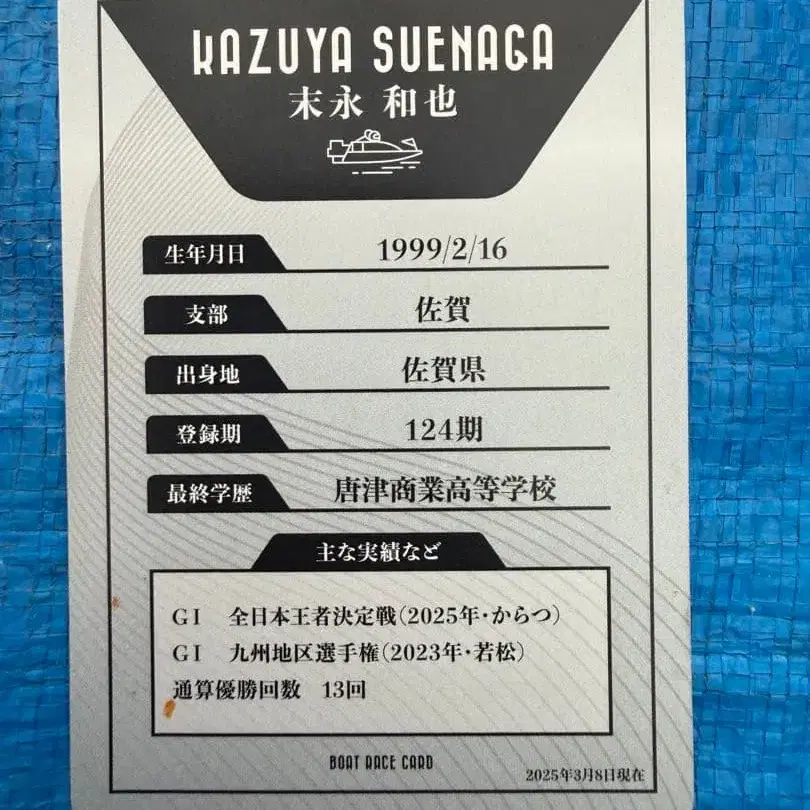 KAZUYA SUENAGA
末永 和也
生年月日 1999/2/16
支部 佐賀
出身地 佐賀県
登録期 124期
最終学歴 唐津商業高等学校
主な実績など
GⅠ 全日本王者決定戦(2025年・からつ)
GⅠ 九州地区選手権(2023年・若松)
通算優勝回数 13回
BOAT RACE CARD
2025年3月8日現在